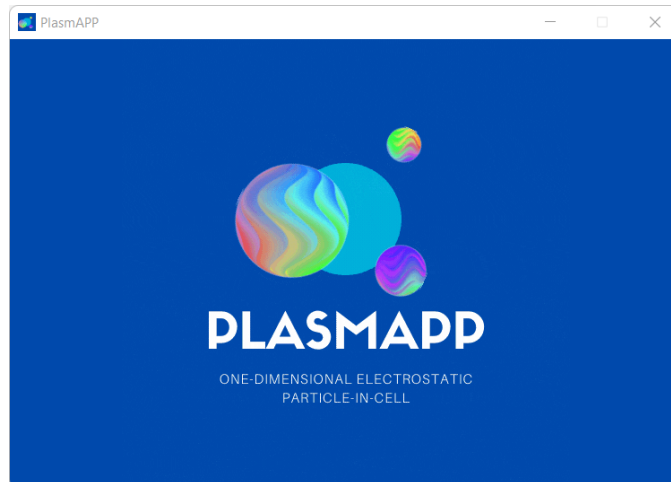 PlasmAPP
PLASMAPP
ONE-DIMENSIONAL ELECTROSTATIC
PARTICLE-IN-CELL